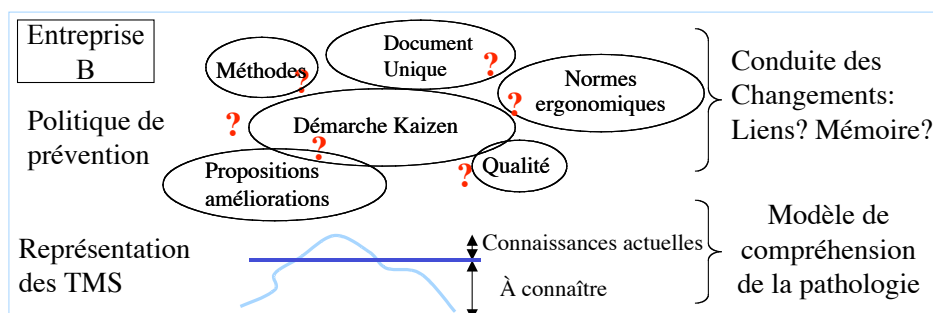 Entreprise
B
Politique de
prévention
Méthodes
?
Document
Unique
?
Normes
ergonomiques
?
?
Démarche Kaizen
?
Propositions
améliorations
?
Qualité
Conduite des
Changements:
Liens? Mémoire?
Représentation
des TMS
Connaissances actuelles
À connaître
Modèle de
compréhension
de la pathologie